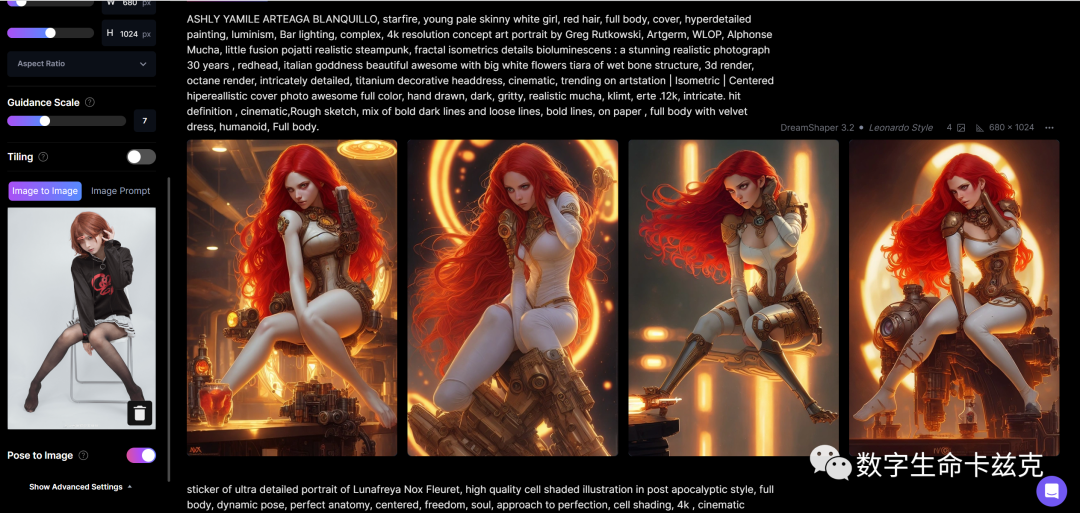 W 680 px
H 1024 px
Aspect Ratio
Guidance Scale ?
7
Tiling ?
Image to Image Image Prompt
Pose to Image ?
Show Advanced Settings
ASHLY YAMILE ARTEAGA BLANQUILLO, starfire, young pale skinny white girl, red hair, full body, cover, hyperdetailed
painting, luminism, Bar lighting, complex, 4k resolution concept art portrait by Greg Rutkowski, Artgerm, WLOP, Alphonse
Mucha, little fusion pojatti realistic steampunk, fractal isometrics details bioluminescens : a stunning realistic photograph
30 years , redhead, italian goddness beautiful awesome with big white flowers tiara of wet bone structure, 3d render,
octane render, intricately detailed, titanium decorative headdress, cinematic, trending on artstation | Isometric | Centered
hipereallistic cover photo awesome full color, hand drawn, dark, gritty, realistic mucha, klimt, erte .12k, intricate. hit
definition , cinematic,Rough sketch, mix of bold dark lines and loose lines, bold lines, on paper , full body with velvet
dress, humanoid, Full body.
DreamShaper 3.2 • Leonardo Style 4 680 × 1024 ···
数字生命卡兹克
sticker of ultra detailed portrait of Lunafreya Nox Fleuret, high quality cell shaded illustration in post apocalyptic style, full
body, dynamic pose, perfect anatomy, centered, freedom, soul, approach to perfection, cell shading, 4k , cinematic